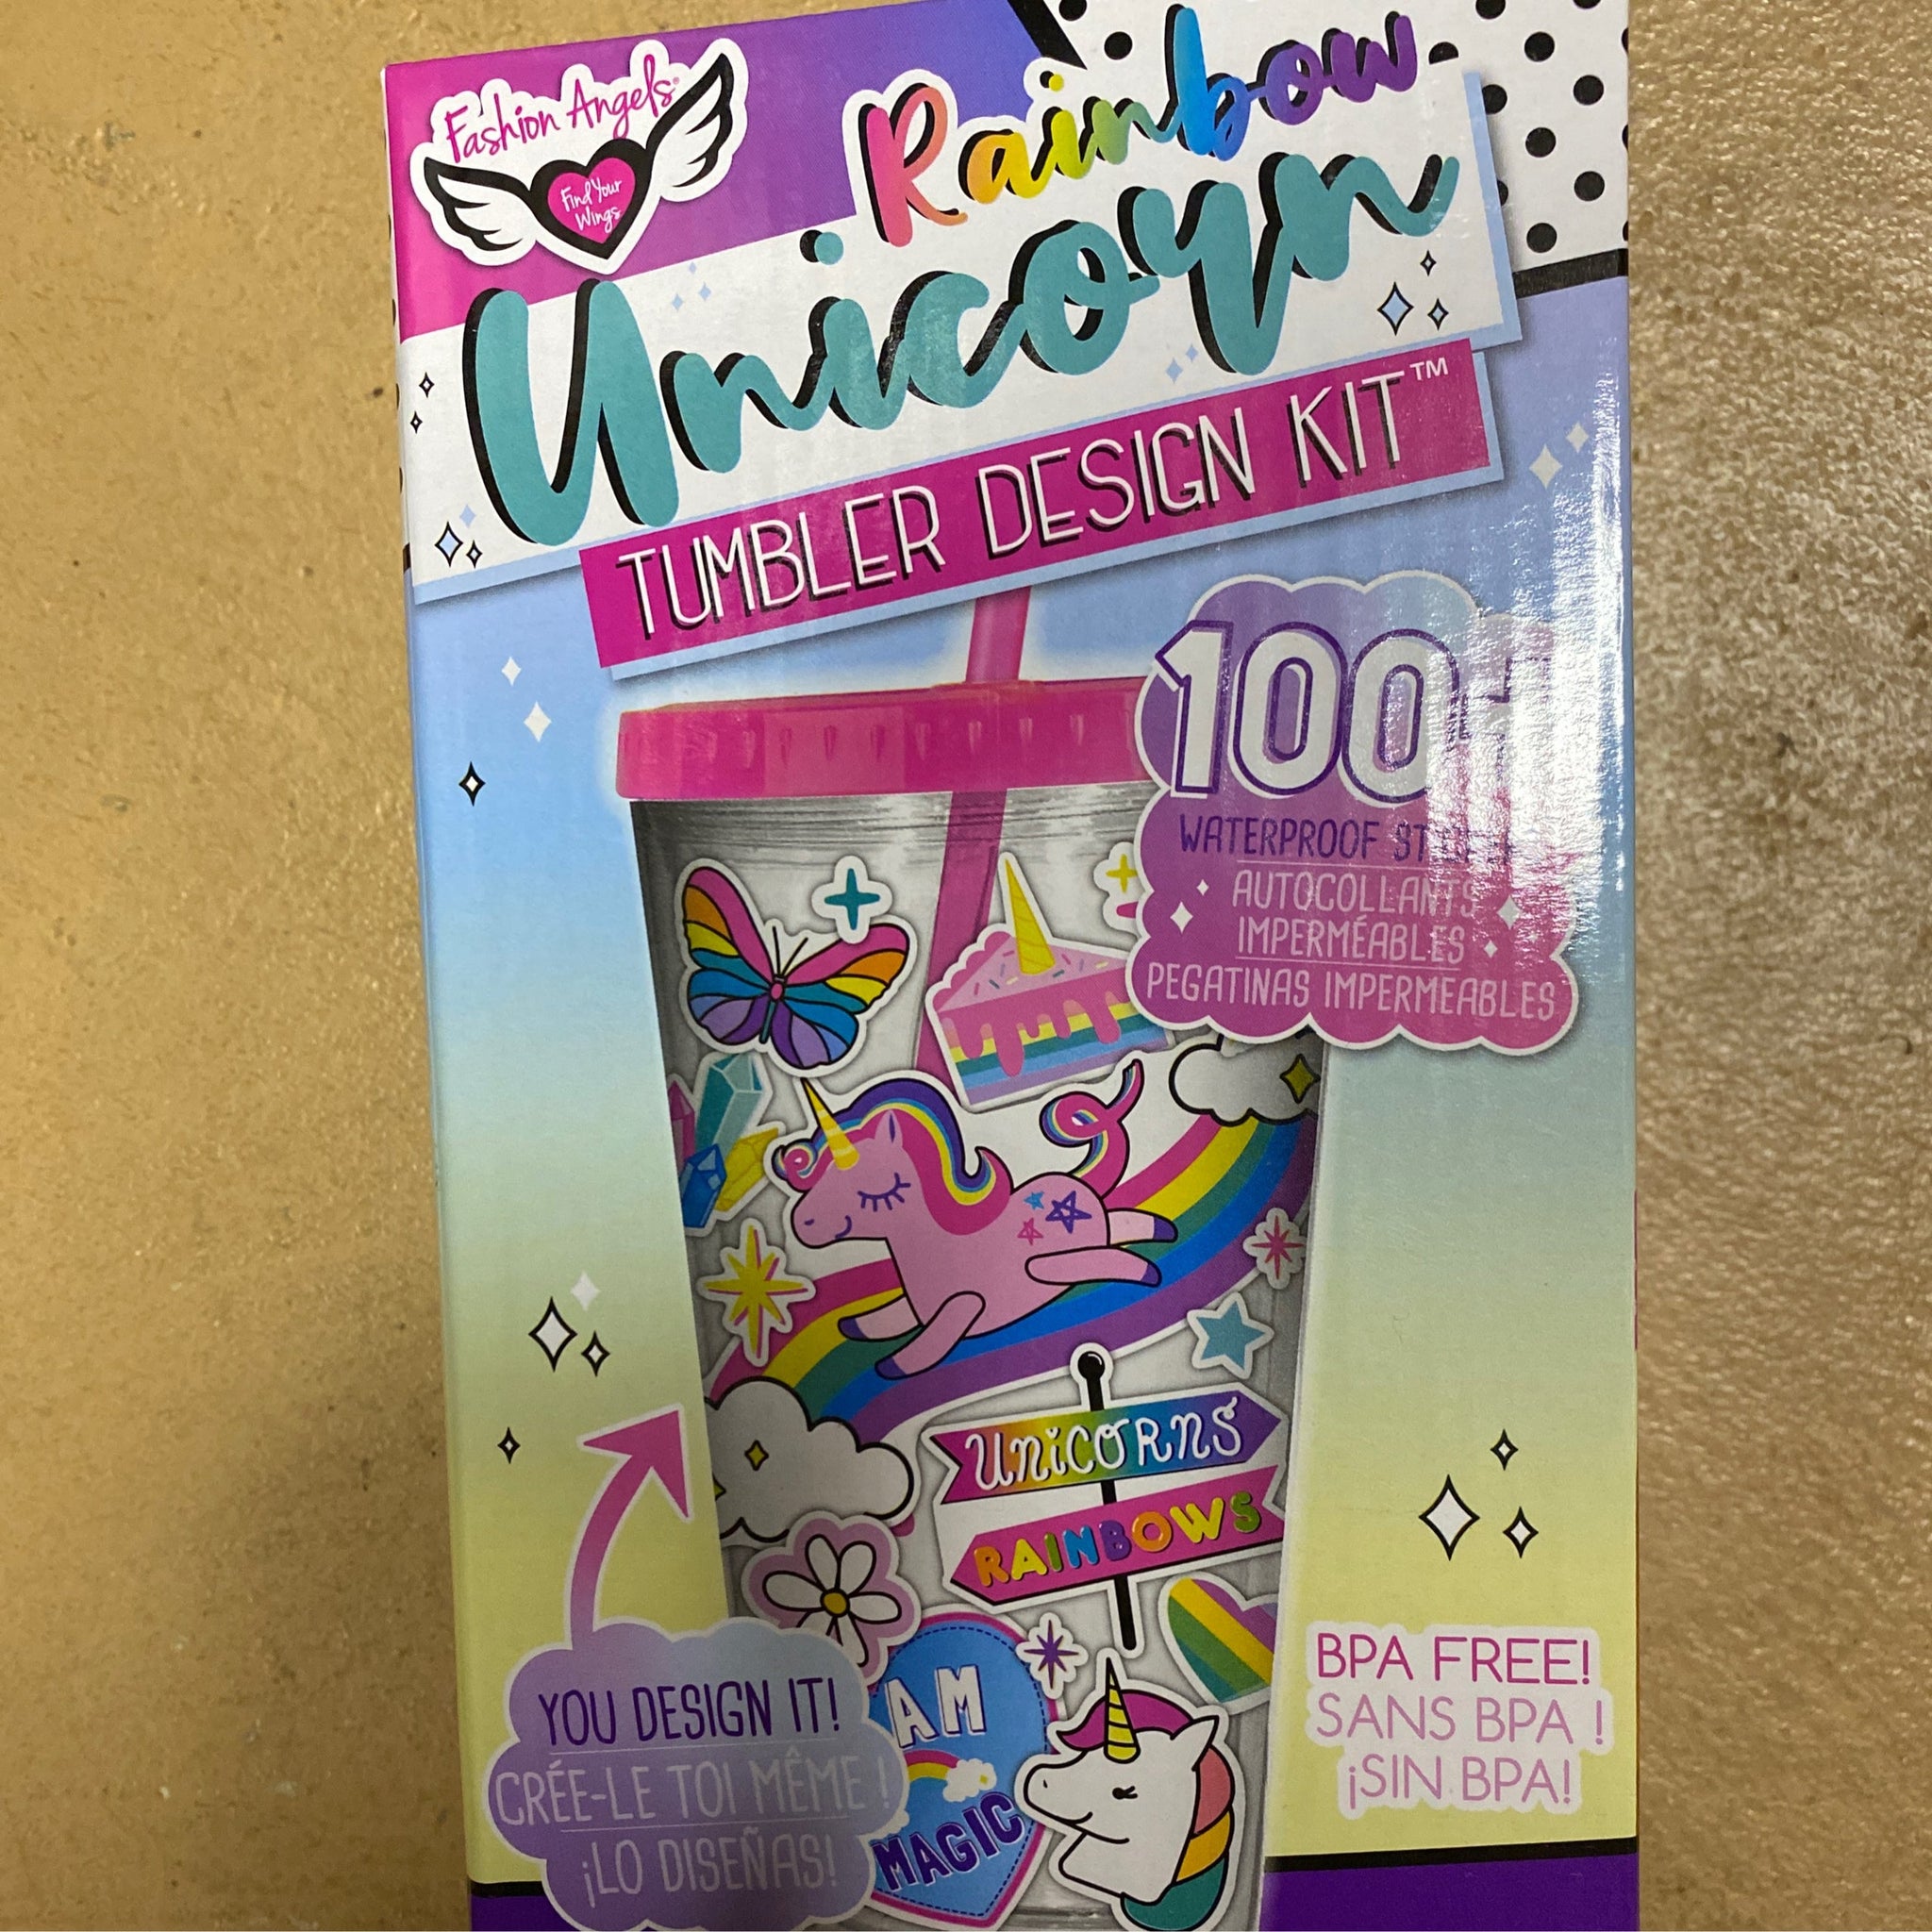 Fashion Angels
Find Your
Wings
Rainbow
Unicorn
TUMBLER DESIGN KIT™
100+
WATERPROOF
AUTOCOLLANTS
IMPERMÉABLES
PEGATINAS IMPERMEABLES
UNICORNS
RAINBOWS
AM
MAGIC
YOU DESIGN IT!
CRÉE-LE TOI MÊME !
¡LO DISEÑAS!
BPA FREE!
SANS BPA !
¡SIN BPA!